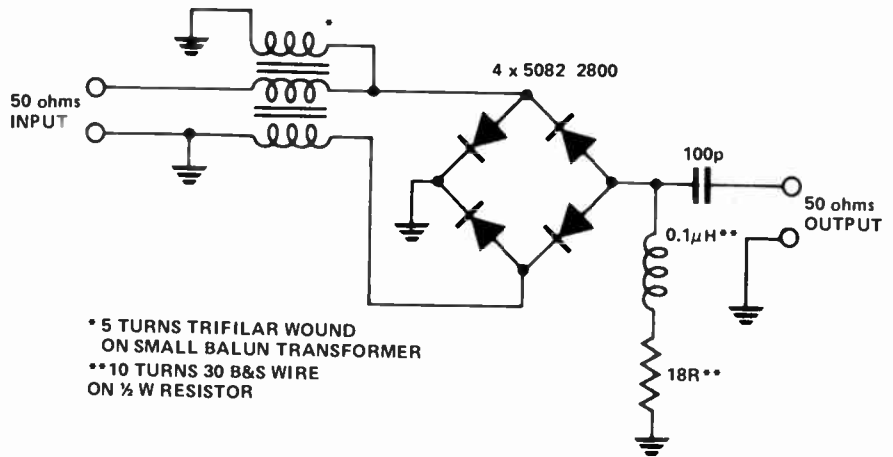 *
4 x 5082 2800
50 ohms
INPUT
100p
50 ohms
OUTPUT
0.1µH**
18R**
* 5 TURNS TRIFILAR WOUND
ON SMALL BALUN TRANSFORMER
**10 TURNS 30 B&S WIRE
ON ½ W RESISTOR